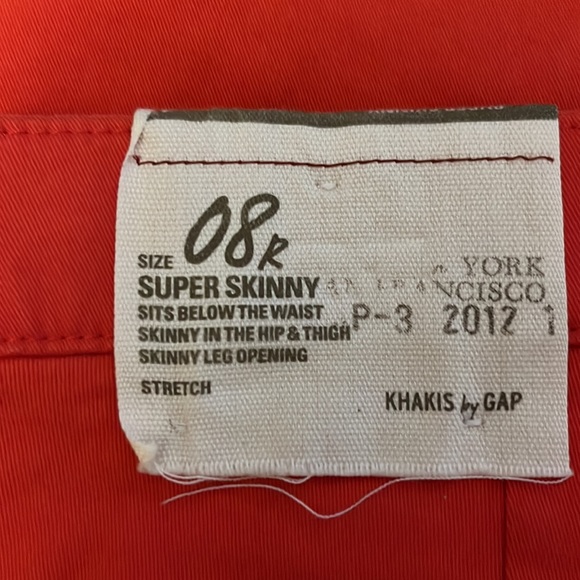 SIZE 08R
SUPER SKINNY
SITS BELOW THE WAIST
SKINNY IN THE HIP & THIGH
SKINNY LEG OPENING
STRETCH
YORK
NCISCO
P-3 2012 1
KHAKIS by GAP